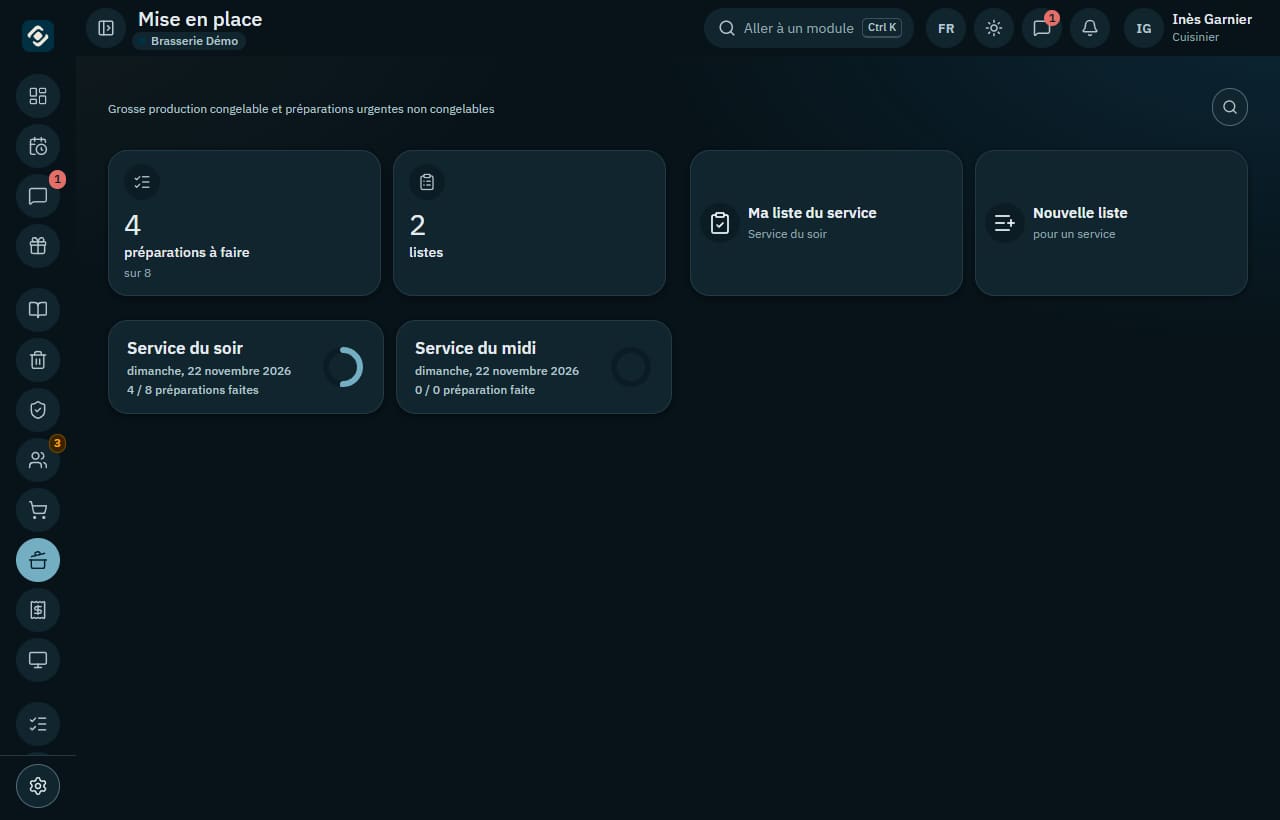 Mise en place
Brasserie Démo
Aller à un module
Ctrl K
FR
1
IG
Inès Garnier
Cuisinier
1
3
Grosse production congelable et préparations urgentes non congelables
4
préparations à faire
sur 8
2
listes
Ma liste du service
Service du soir
Nouvelle liste
pour un service
Service du soir
dimanche, 22 novembre 2026
4 / 8 préparations faites
Service du midi
dimanche, 22 novembre 2026
0 / 0 préparation faite